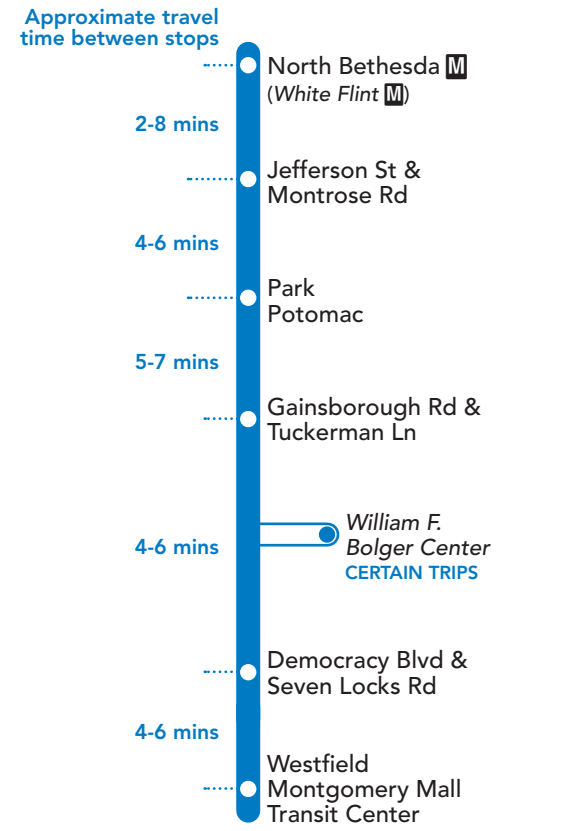 Approximate travel
time between stops
North Bethesda M
(White Flint M)
2-8 mins
Jefferson St &
Montrose Rd
4-6 mins
Park
Potomac
5-7 mins
Gainsborough Rd &
Tuckerman Ln
William F.
Bolger Center
CERTAIN TRIPS
4-6 mins
Democracy Blvd &
Seven Locks Rd
4-6 mins
Westfield
Montgomery Mall
Transit Center